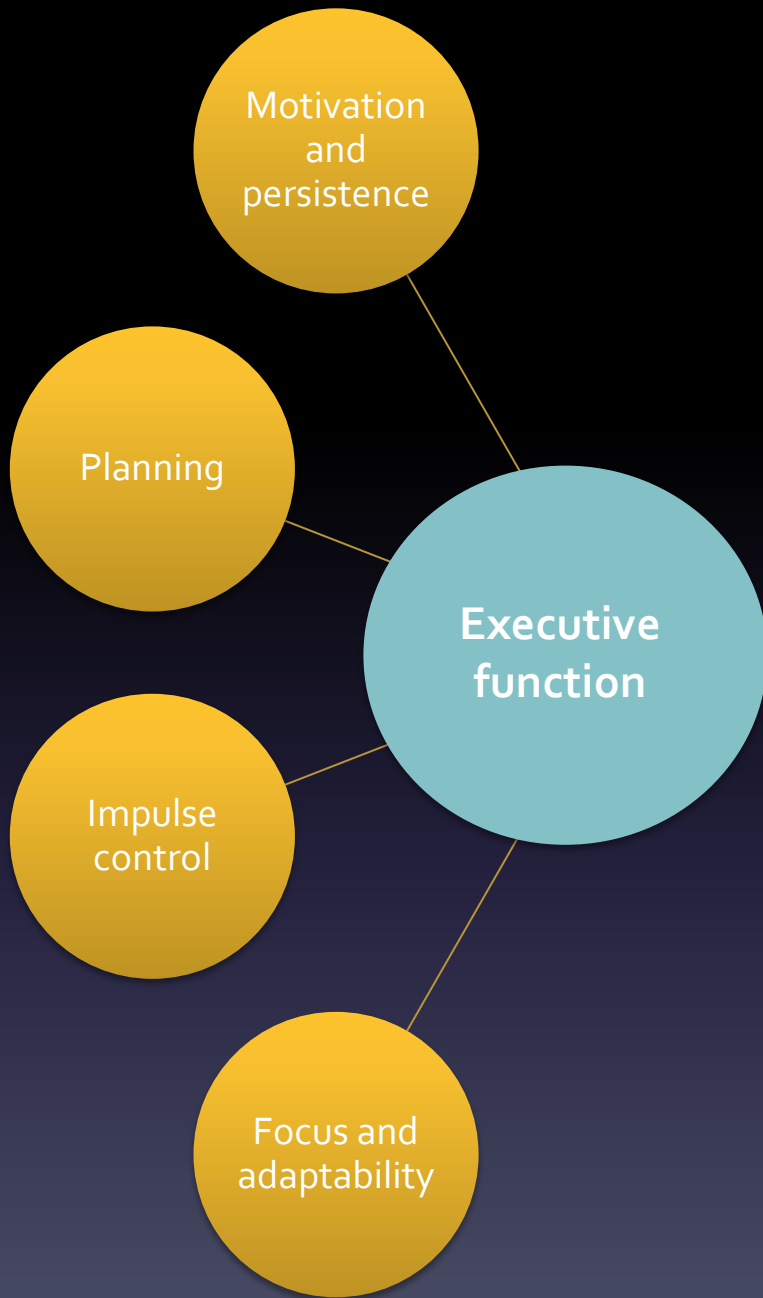 Motivation
and
persistence
Planning
Executive
function
Impulse
control
Focus and
adaptability